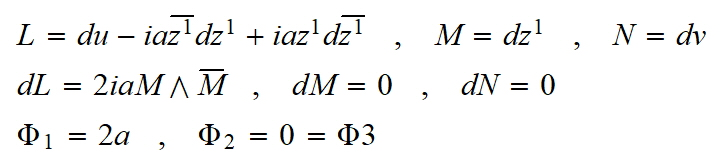 L = du − iaz̅¹dz¹ + iaz¹dz̅¹ , M = dz¹ , N = dv
dL = 2iaM ∧ M̅ , dM = 0 , dN = 0
Φ₁ = 2a , Φ₂ = 0 = Φ3